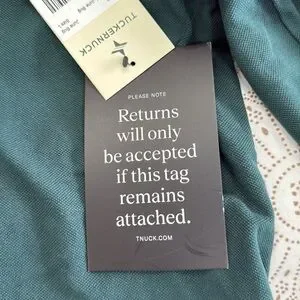 TUCKERNUCK
PLEASE NOTE
Returns
will only
be accepted
if this tag
remains
attached.
TNUCK.COM